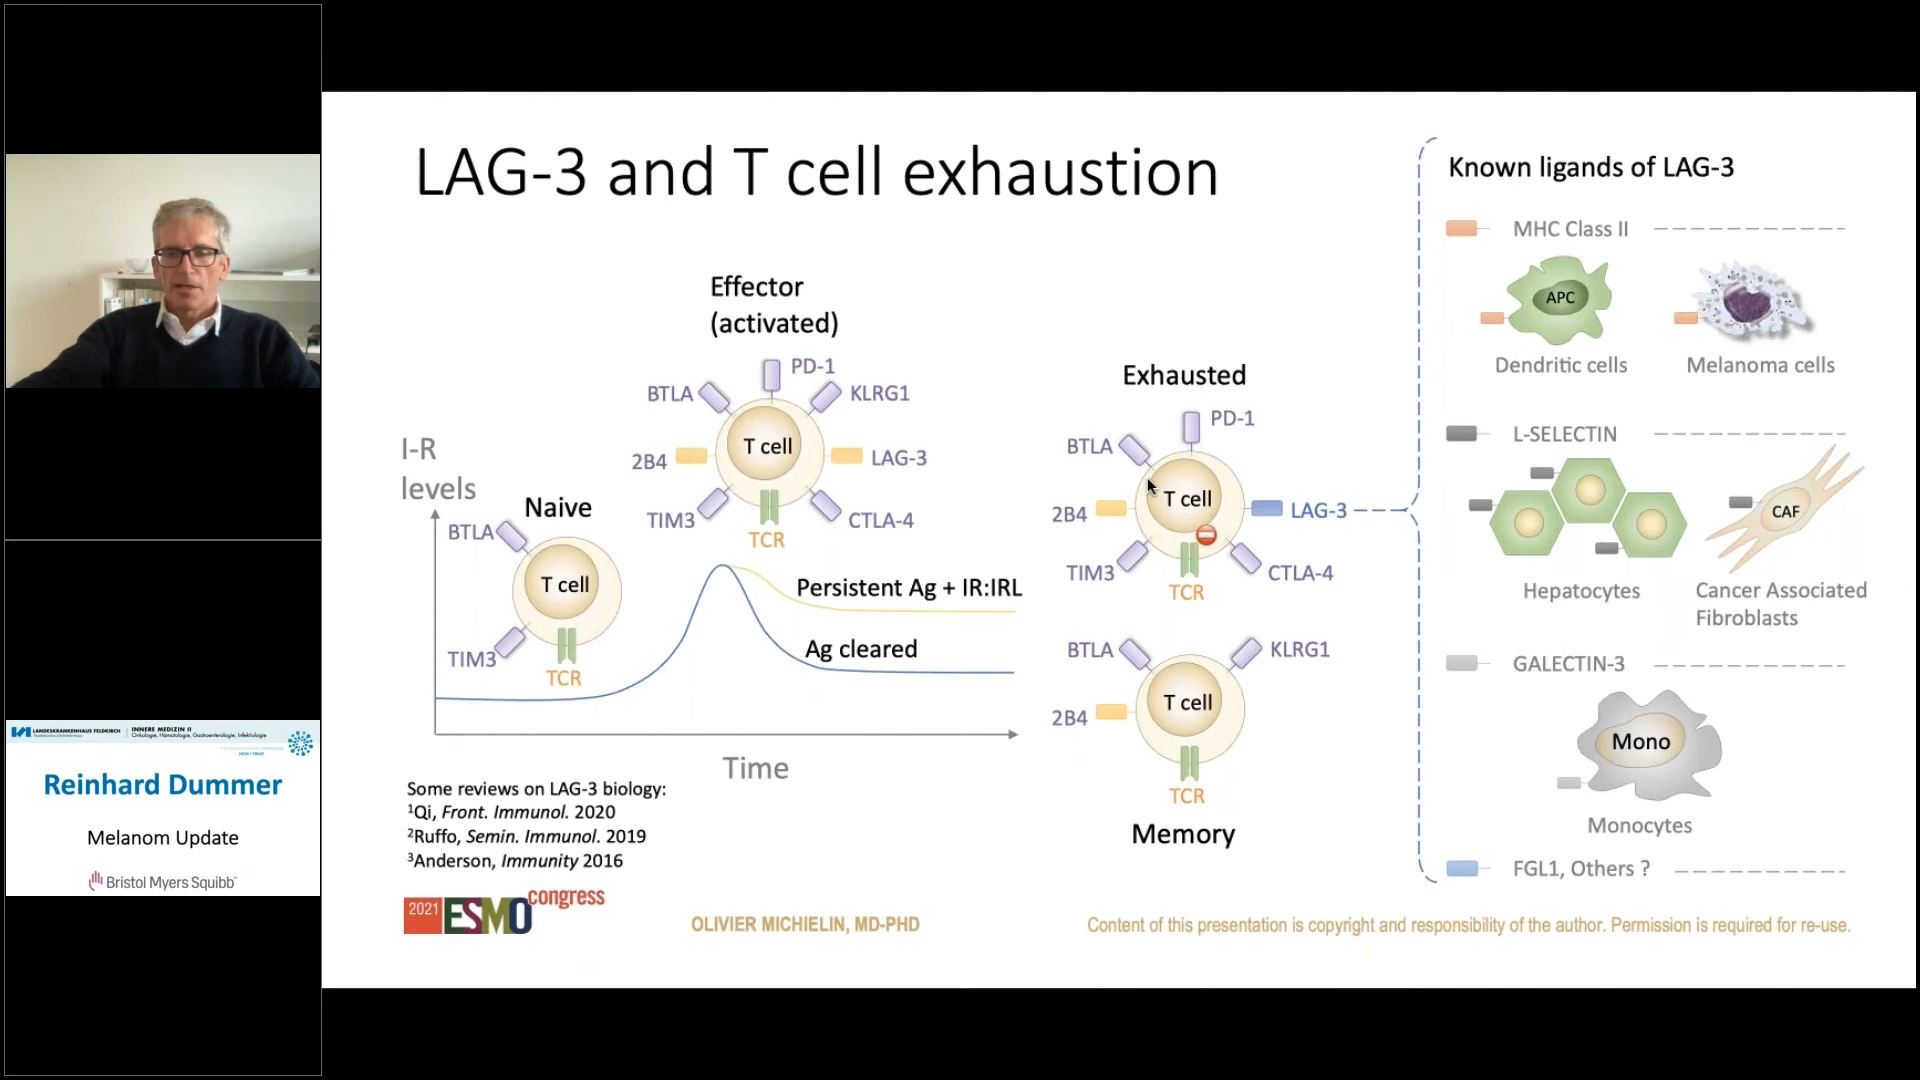 LAG-3 and T cell exhaustion
I-R
levels
Naive
BTLA
T cell
TIM3
TCR
Effector
(activated)
PD-1
BTLA
KLRG1
T cell
2B4
LAG-3
TIM3
CTLA-4
TCR
Persistent Ag + IR:IRL
Ag cleared
Time
Exhausted
PD-1
BTLA
T cell
2B4
LAG-3
TIM3
CTLA-4
TCR
BTLA
KLRG1
T cell
2B4
TCR
Memory
Known ligands of LAG-3
MHC Class II
APC
Dendritic cells
Melanoma cells
L-SELECTIN
CAF
Hepatocytes
Cancer Associated
Fibroblasts
GALECTIN-3
Mono
Monocytes
FGL1, Others ?
Some reviews on LAG-3 biology:
¹Qi, Front. Immunol. 2020
²Ruffo, Semin. Immunol. 2019
³Anderson, Immunity 2016
2021 ESMO congress
OLIVIER MICHIELIN, MD-PHD
Content of this presentation is copyright and responsibility of the author. Permission is required for re-use.
LANDESKRANKENHAUS FELDKIRCH
INNERE MEDIZIN II
Onkologie, Hämatologie, Gastroenterologie, Infektiologie
Reinhard Dummer
Melanom Update
Bristol Myers Squibb™